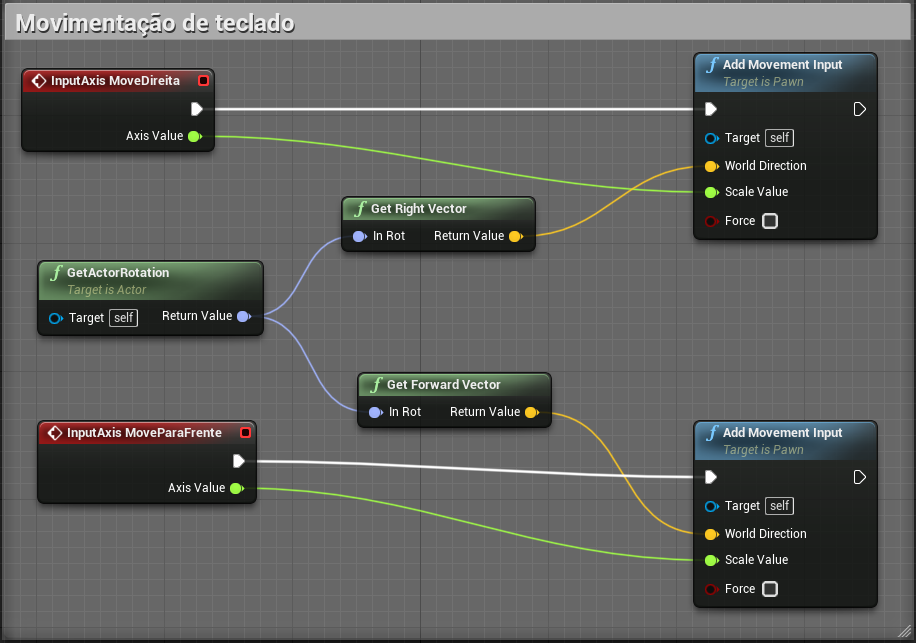 Movimentação de teclado
InputAxis MoveDireita
Axis Value
Add Movement Input
Target is Pawn
Target self
World Direction
Scale Value
Force
Get Right Vector
In Rot Return Value
GetActorRotation
Target is Actor
Target self Return Value
Get Forward Vector
In Rot Return Value
InputAxis MoveParaFrente
Axis Value
Add Movement Input
Target is Pawn
Target self
World Direction
Scale Value
Force